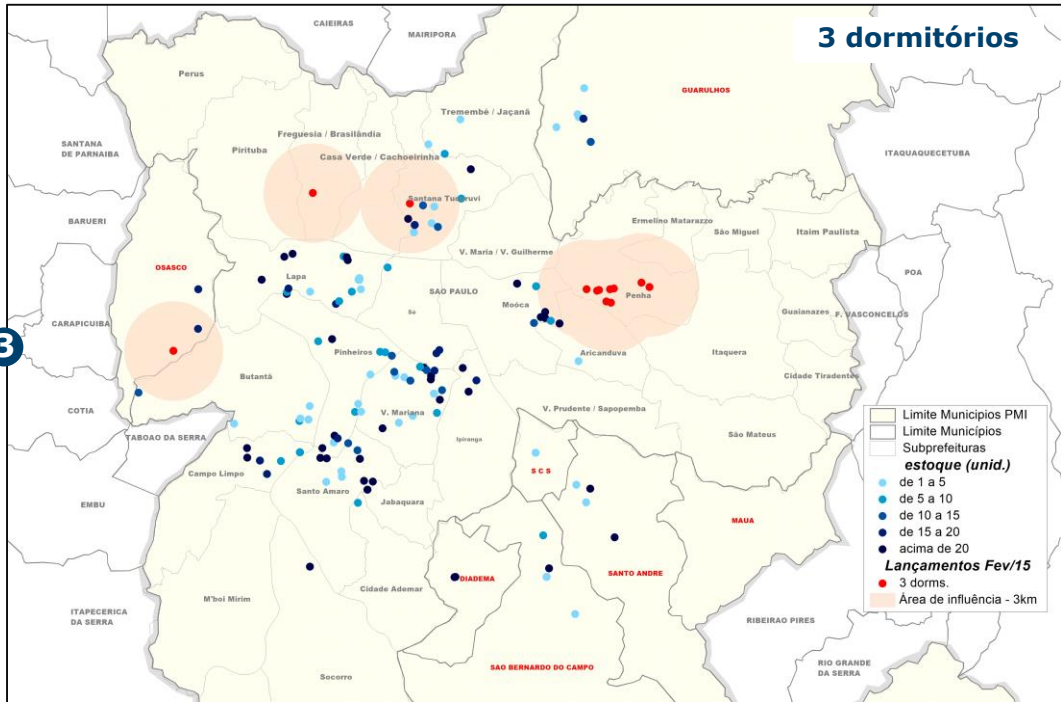 3 dormitórios
CAIEIRAS
MAIRIPORA
Perus
GUARULHOS
Tremembé / Jaçanã
SANTANA
DE PARNAIBA
Freguesia / Brasilândia
Pirituba
Casa Verde / Cachoeirinha
ITAQUAQUECETUBA
Santana Tucuruvi
BARUERI
Ermelino Matarazzo
São Miguel
Itaim Paulista
V. Maria / V. Guilherme
OSASCO
Lapa
POA
SAO PAULO
Penha
Moóca
Sé
Guaianazes
F. VASCONCELOS
CARAPICUIBA
3
Pinheiros
Aricanduva
Itaquera
Butantã
Cidade Tiradentes
COTIA
V. Mariana
V. Prudente / Sapopemba
TABOAO DA SERRA
Ipiranga
São Mateus
Campo Limpo
S C S
Santo Amaro
EMBU
Jabaquara
MAUA
DIADEMA
SANTO ANDRE
Cidade Ademar
M'boi Mirim
ITAPECERICA
DA SERRA
RIBEIRAO PIRES
SAO BERNARDO DO CAMPO
RIO GRANDE
DA SERRA
Socorro
Limite Municipios PMI
Limite Municípios
Subprefeituras
estoque (unid.)
de 1 a 5
de 5 a 10
de 10 a 15
de 15 a 20
acima de 20
Lançamentos Fev/15
3 dorms.
Área de influência - 3km